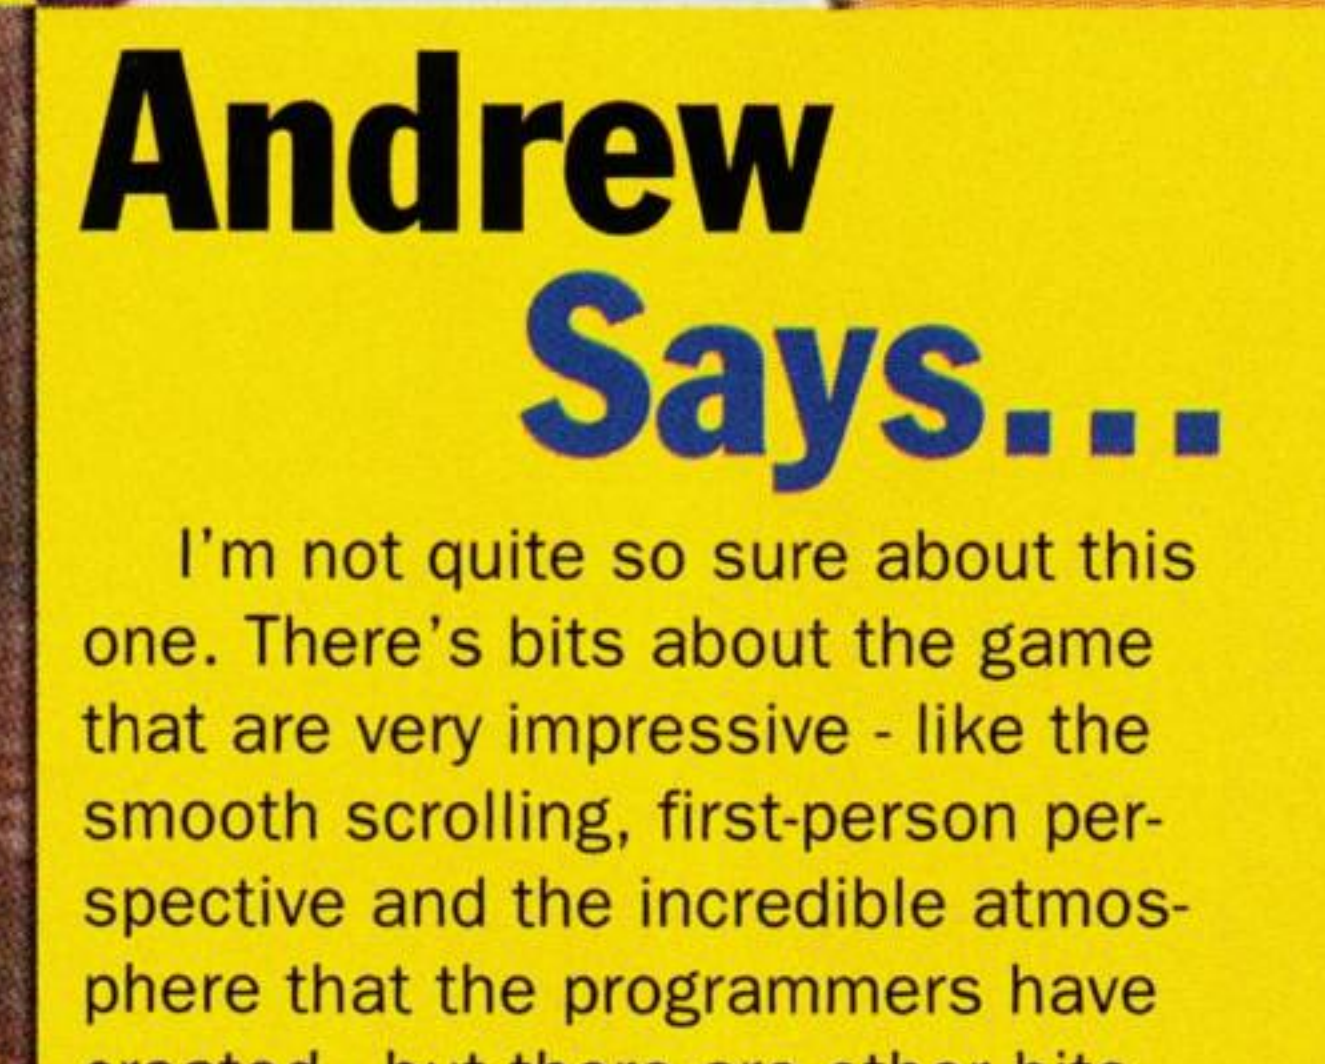 Andrew
Says...
I'm not quite so sure about this
one. There's bits about the game
that are very impressive - like the
smooth scrolling, first-person per-
spective and the incredible atmos-
phere that the programmers have